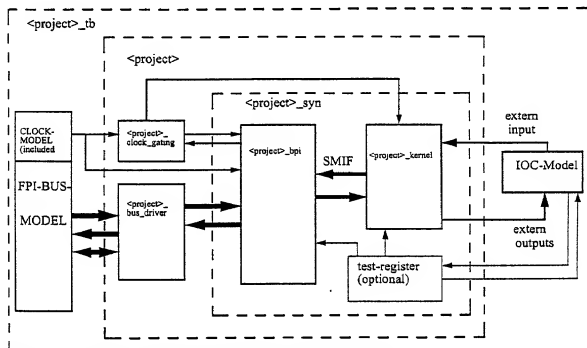 <project>_tb
<project>
<project>_syn
CLOCK-
MODEL
(included
FPI-BUS-
MODEL
<project>_
clock_gating
<project>_
bus_driver
<project>_bpi
SMIF
<project>_kernel
test-register
(optional)
extern
input
IOC-Model
extern
outputs